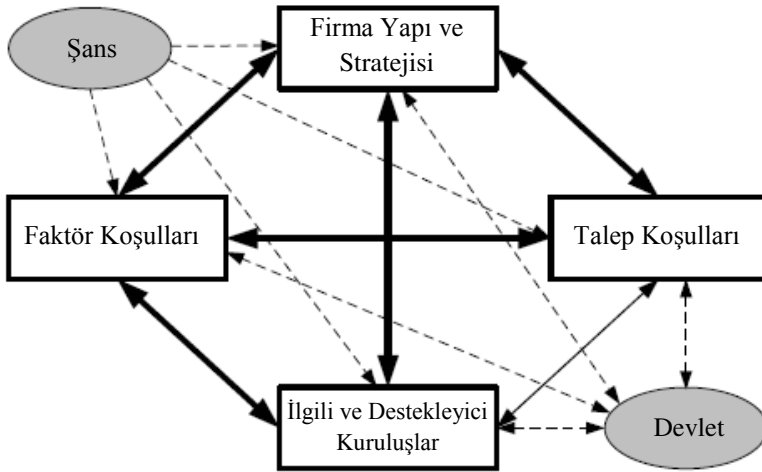 Şans
Firma Yapı ve
Stratejisi
Faktör Koşulları
Talep Koşulları
İlgili ve Destekleyici
Kuruluşlar
Devlet